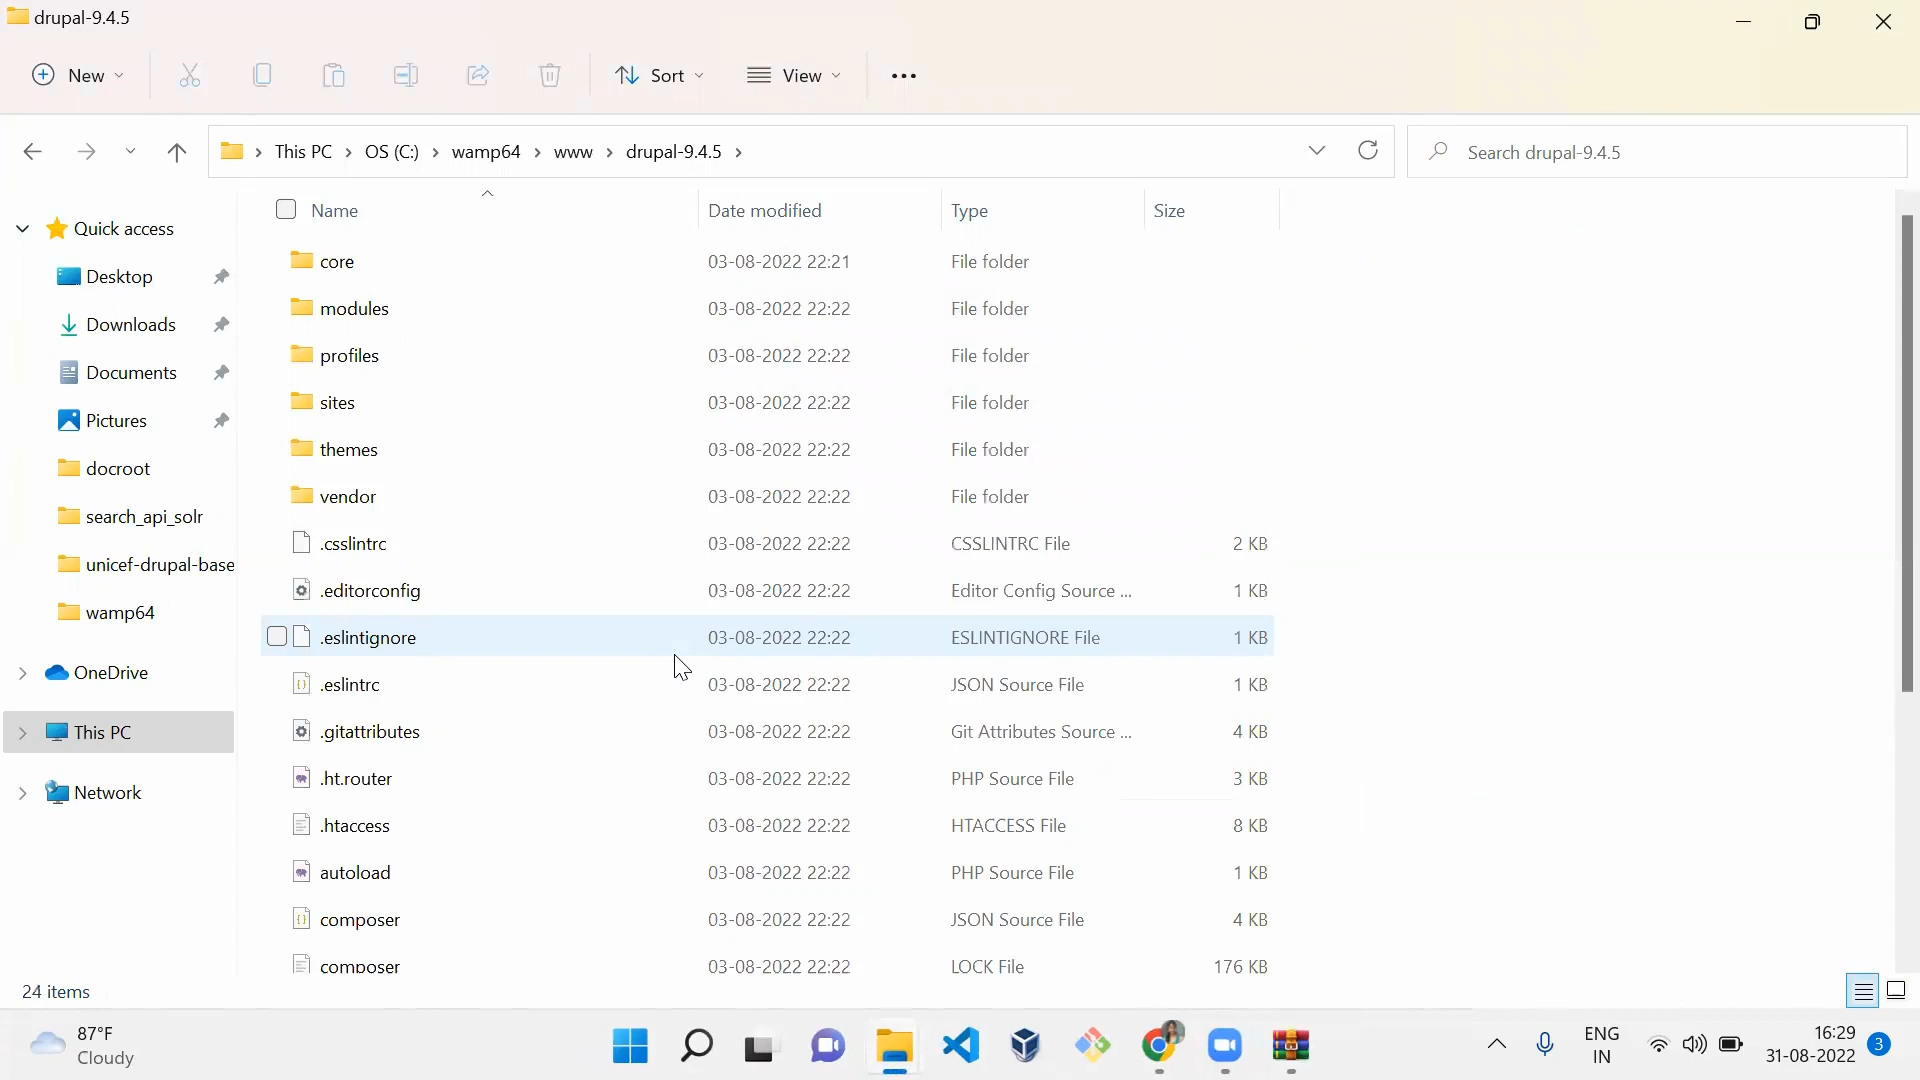 drupal-9.4.5
New
Sort
View
This PC
OS (C:)
wamp64
www
drupal-9.4.5
Search drupal-9.4.5
Name Date modified Type Size
Quick access
Desktop
Downloads
Documents
Pictures
docroot
search_api_solr
unicef-drupal-base
wamp64
OneDrive
This PC
Network
core 03-08-2022 22:21 File folder
modules 03-08-2022 22:22 File folder
profiles 03-08-2022 22:22 File folder
sites 03-08-2022 22:22 File folder
themes 03-08-2022 22:22 File folder
vendor 03-08-2022 22:22 File folder
.csslintrc 03-08-2022 22:22 CSSLINTRC File 2 KB
.editorconfig 03-08-2022 22:22 Editor Config Source ... 1 KB
.eslintignore 03-08-2022 22:22 ESLINTIGNORE File 1 KB
.eslintrc 03-08-2022 22:22 JSON Source File 1 KB
.gitattributes 03-08-2022 22:22 Git Attributes Source ... 4 KB
.ht.router 03-08-2022 22:22 PHP Source File 3 KB
.htaccess 03-08-2022 22:22 HTACCESS File 8 KB
autoload 03-08-2022 22:22 PHP Source File 1 KB
composer 03-08-2022 22:22 JSON Source File 4 KB
composer 03-08-2022 22:22 LOCK File 176 KB
24 items
87°F
Cloudy
ENG
IN
16:29
31-08-2022
3